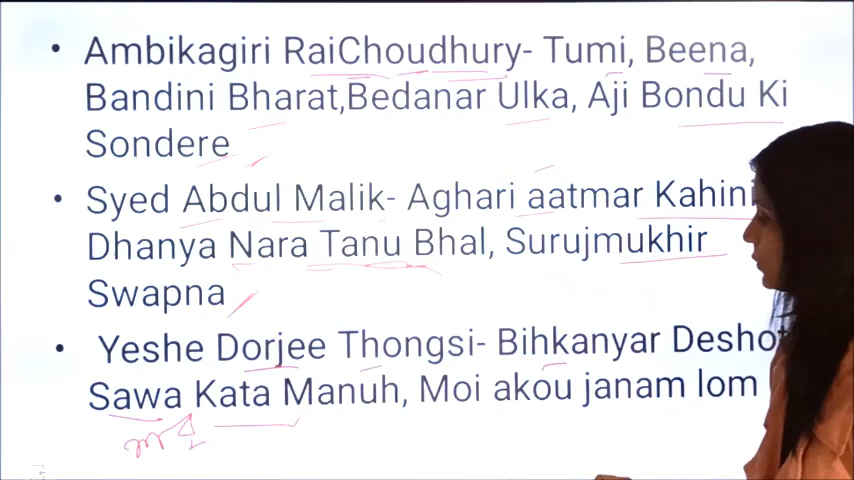 • Ambikagiri RaiChoudhury- Tumi, Beena,
Bandini Bharat,Bedanar Ulka, Aji Bondu Ki
Sondere
• Syed Abdul Malik- Aghari aatmar Kahini
Dhanya Nara Tanu Bhal, Surujmukhir
Swapna
• Yeshe Dorjee Thongsi- Bihkanyar Deshot
Sawa Kata Manuh, Moi akou janam lom